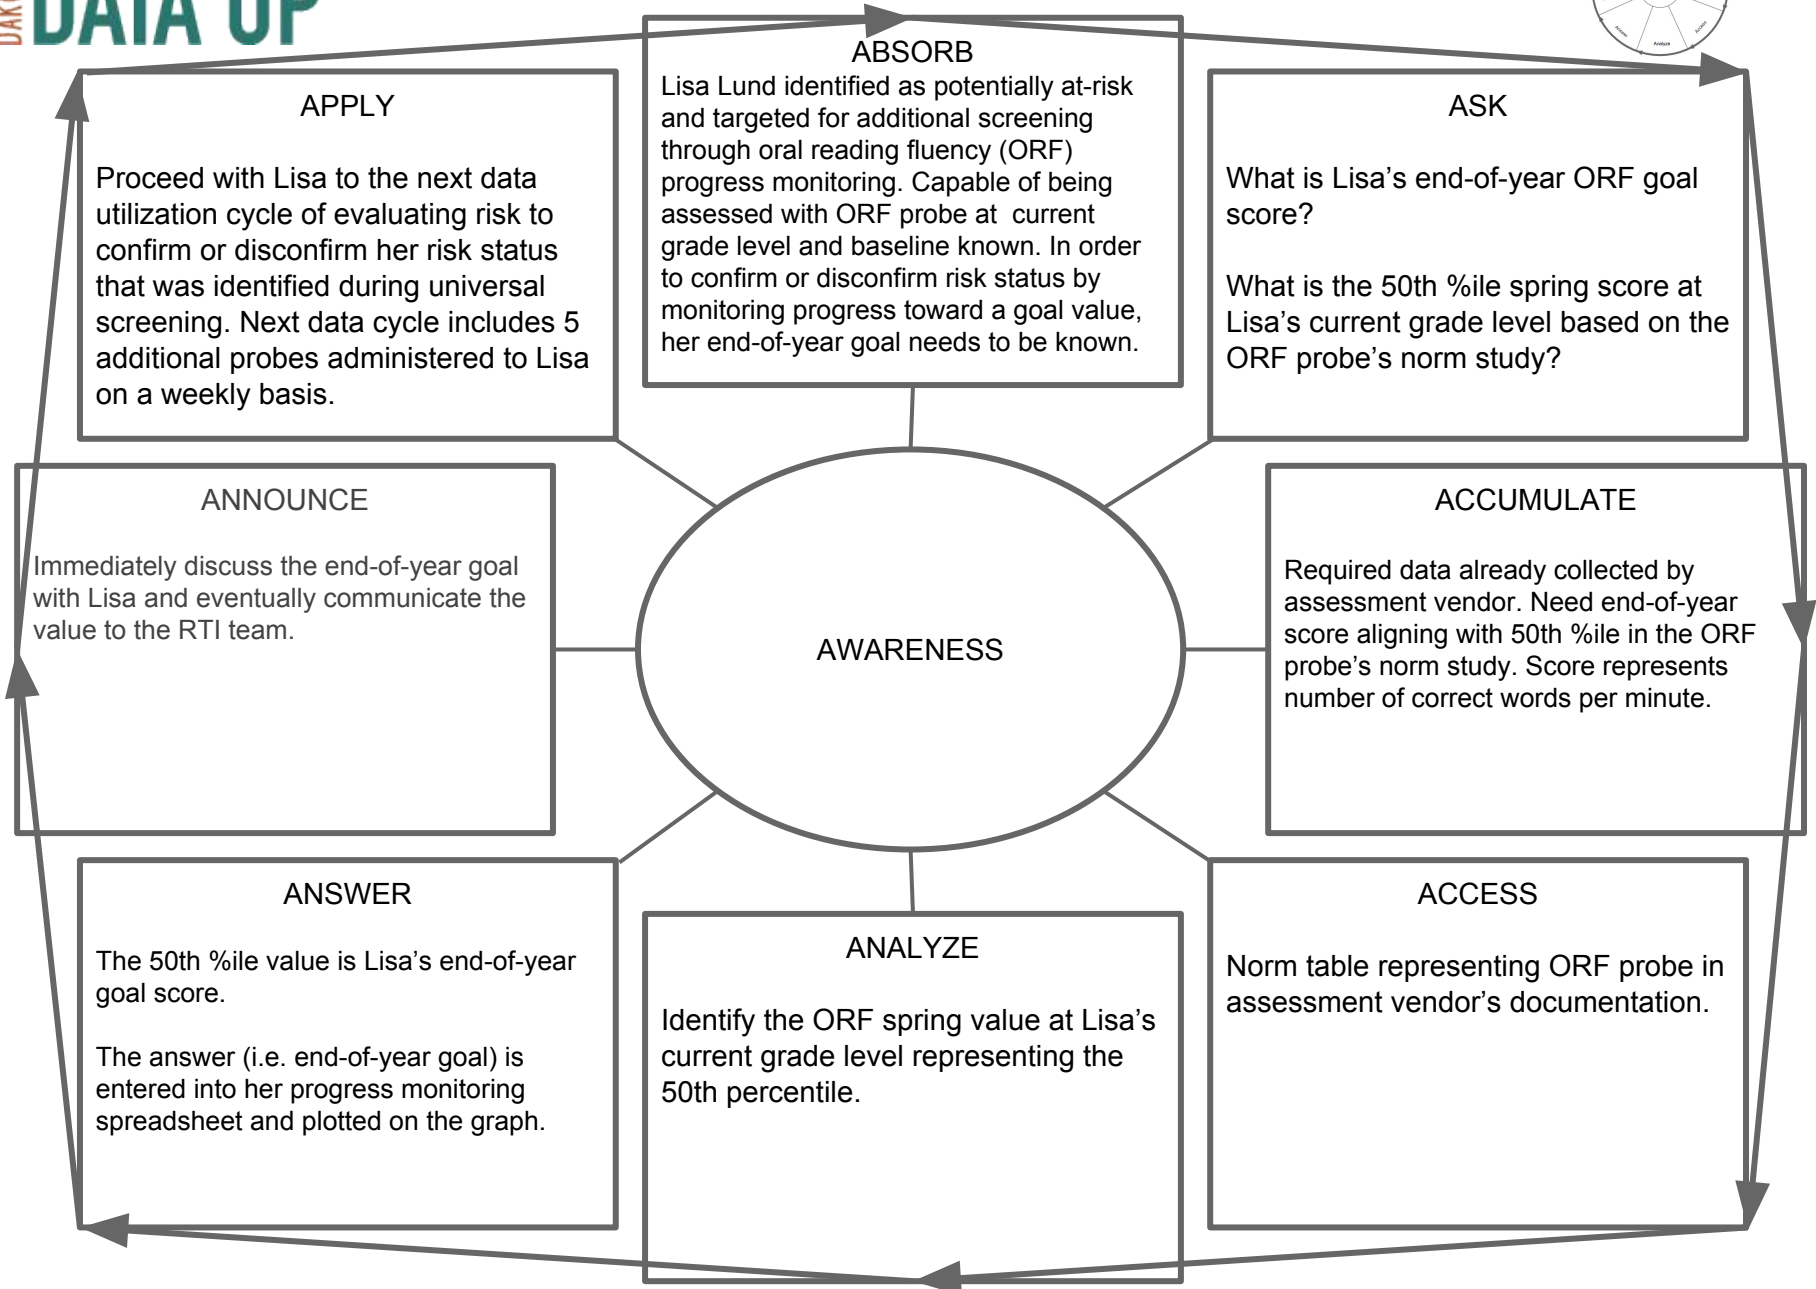 DATA UP
ABSORB
Lisa Lund identified as potentially at-risk
and targeted for additional screening
through oral reading fluency (ORF)
progress monitoring. Capable of being
assessed with ORF probe at  current
grade level and baseline known. In order
to confirm or disconfirm risk status by
monitoring progress toward a goal value,
her end-of-year goal needs to be known.
ASK
What is Lisa’s end-of-year ORF goal
score?
What is the 50th %ile spring score at
Lisa’s current grade level based on the
ORF probe’s norm study?
ACCUMULATE
Required data already collected by
assessment vendor. Need end-of-year
score aligning with 50th %ile in the ORF
probe’s norm study. Score represents
number of correct words per minute.
ACCESS
Norm table representing ORF probe in
assessment vendor’s documentation.
ANALYZE
Identify the ORF spring value at Lisa’s
current grade level representing the
50th percentile.
ANSWER
The 50th %ile value is Lisa’s end-of-year
goal score.
The answer (i.e. end-of-year goal) is
entered into her progress monitoring
spreadsheet and plotted on the graph.
ANNOUNCE
Immediately discuss the end-of-year goal
with Lisa and eventually communicate the
value to the RTI team.
APPLY
Proceed with Lisa to the next data
utilization cycle of evaluating risk to
confirm or disconfirm her risk status
that was identified during universal
screening. Next data cycle includes 5
additional probes administered to Lisa
on a weekly basis.
AWARENESS
Answer
Analyze
Access